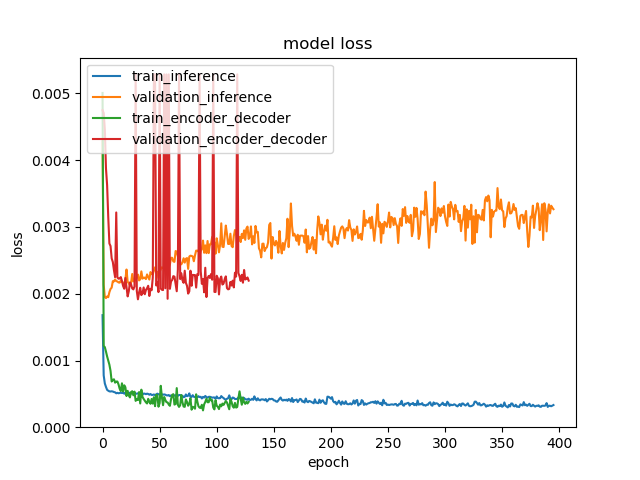 model loss
train_inference
validation_inference
train_encoder_decoder
validation_encoder_decoder
0.005
0.004
0.003
0.002
0.001
0.000
loss
0 50 100 150 200 250 300 350 400
epoch